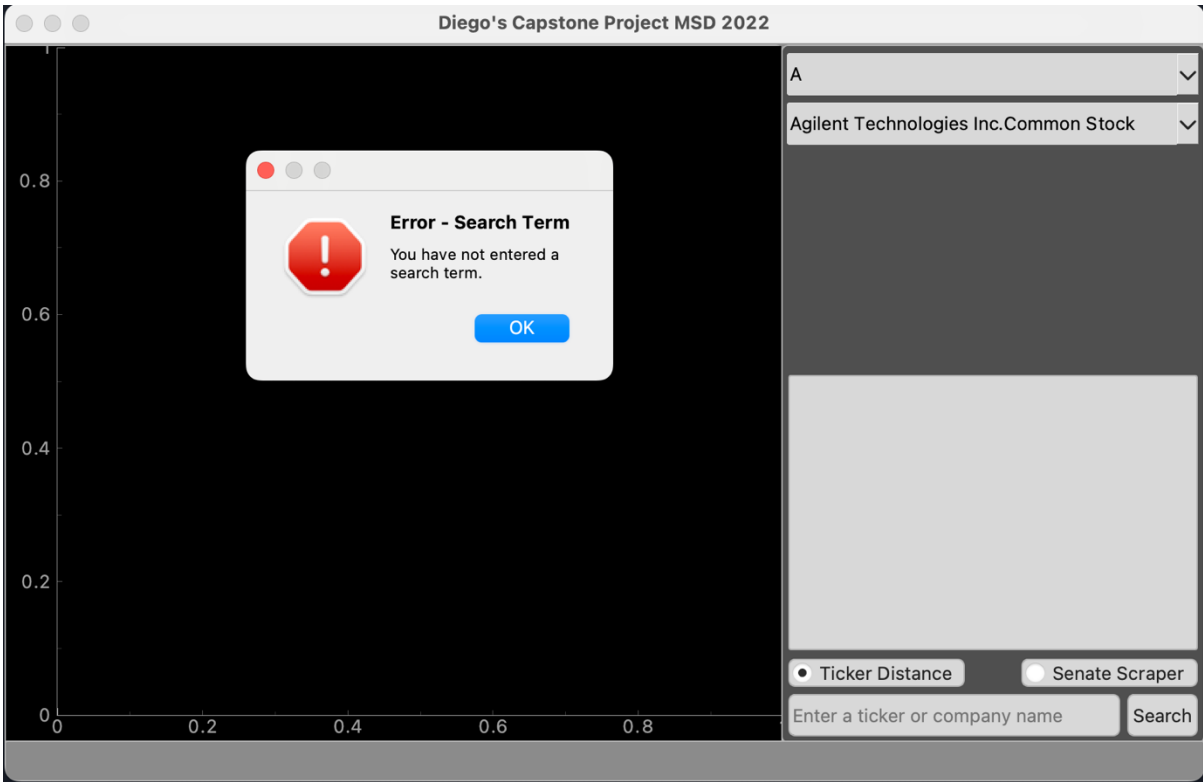 Diego's Capstone Project MSD 2022
1
0.8
0.6
0.4
0.2
0
0
0.2
0.4
0.6
0.8
Error - Search Term
You have not entered a
search term.
OK
A
Agilent Technologies Inc.Common Stock
Ticker Distance
Senate Scraper
Enter a ticker or company name
Search